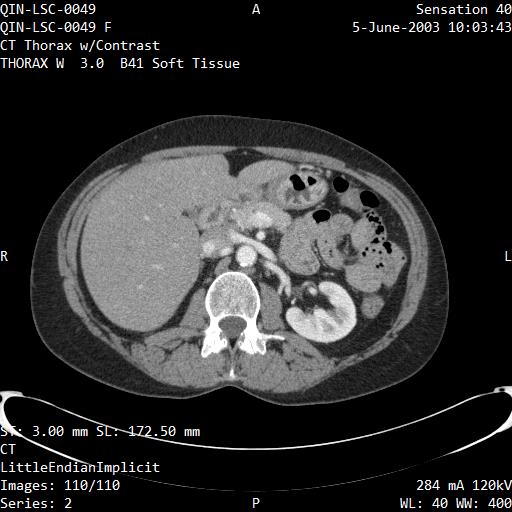 QIN-LSC-0049
A
Sensation 40
QIN-LSC-0049 F
5-June-2003 10:03:43
CT Thorax w/Contrast
THORAX W  3.0  B41 Soft Tissue
R
L
ST: 3.00 mm SL: 172.50 mm
CT
LittleEndianImplicit
Images: 110/110
284 mA 120kV
Series: 2
P
WL: 40 WW: 400